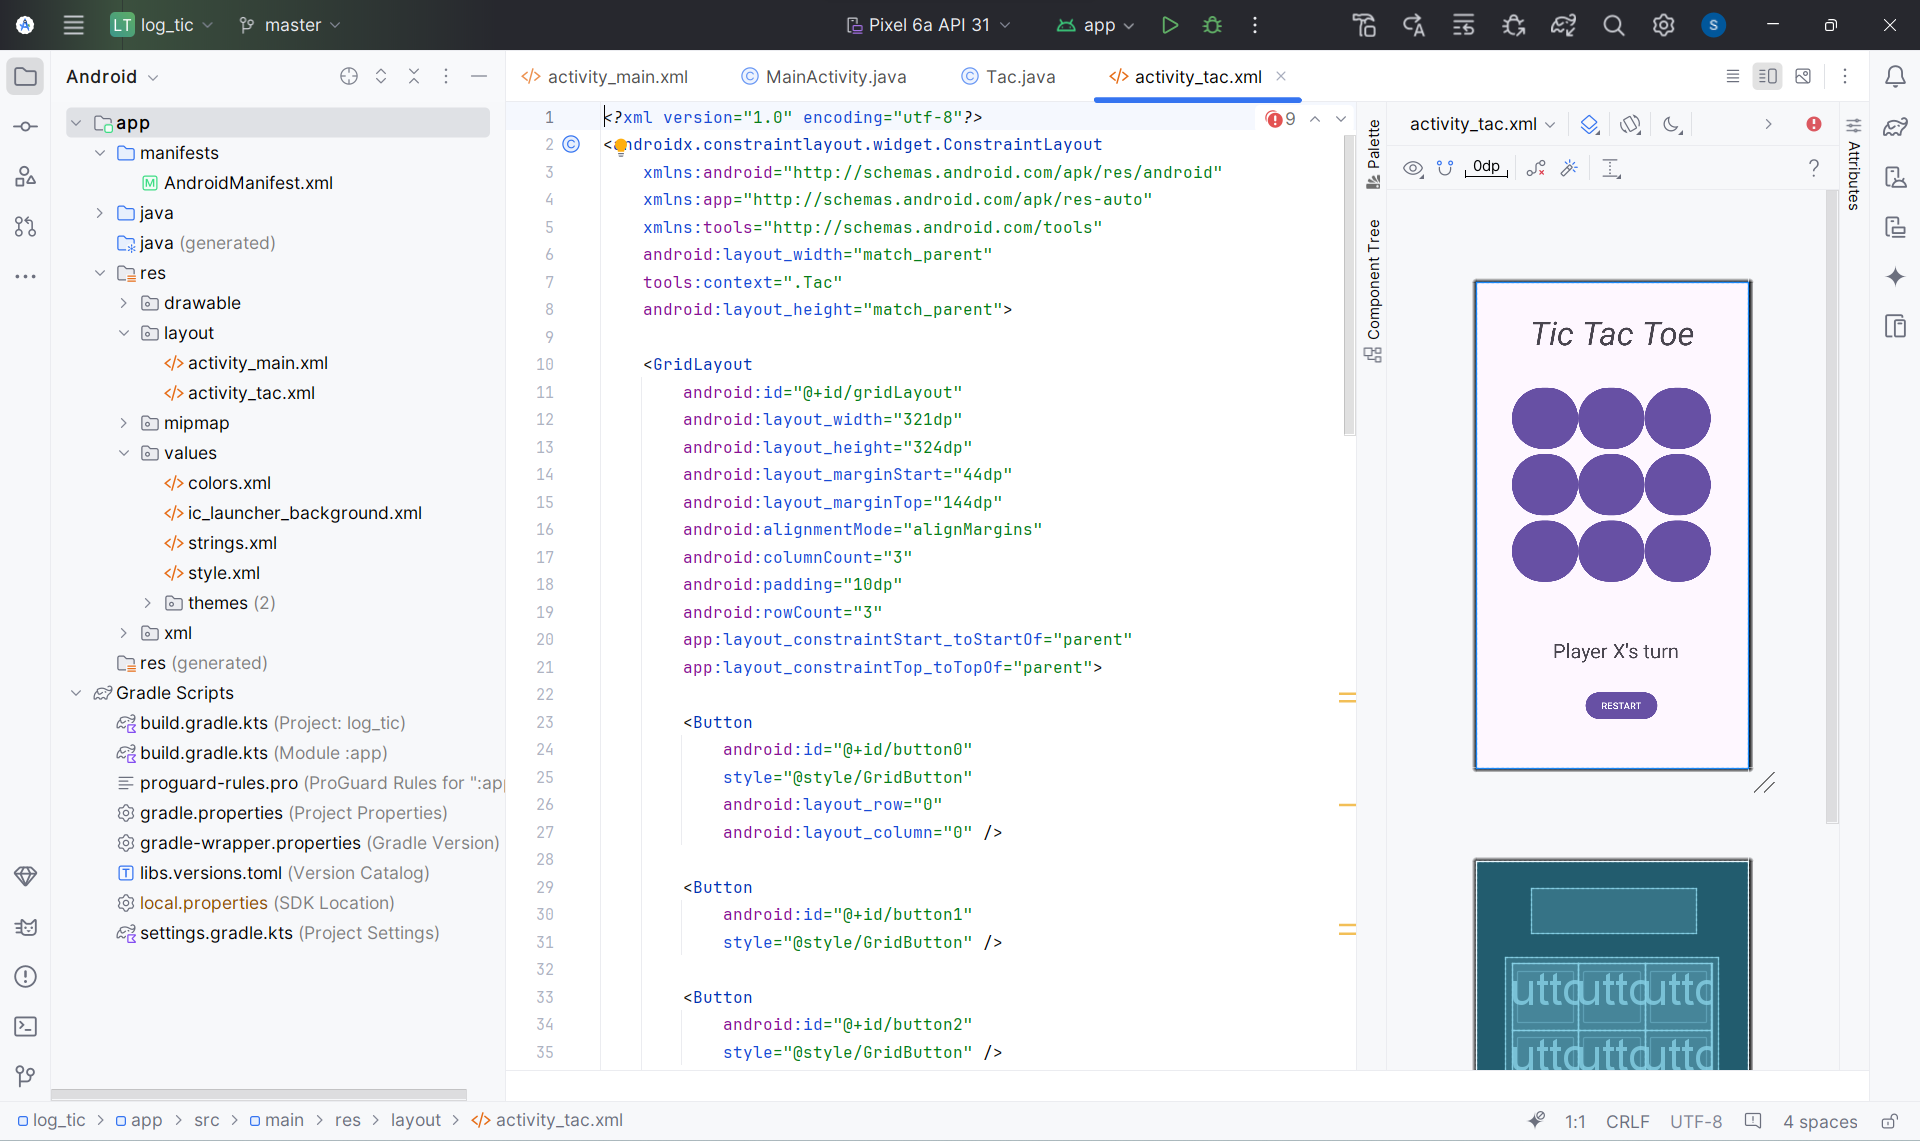 LT log_tic master Pixel 6a API 31 app S
Android
app
manifests
AndroidManifest.xml
java
java (generated)
res
drawable
layout
activity_main.xml
activity_tac.xml
mipmap
values
colors.xml
ic_launcher_background.xml
strings.xml
style.xml
themes (2)
xml
res (generated)
Gradle Scripts
build.gradle.kts (Project: log_tic)
build.gradle.kts (Module :app)
proguard-rules.pro (ProGuard Rules for ":app
gradle.properties (Project Properties)
gradle-wrapper.properties (Gradle Version)
libs.versions.toml (Version Catalog)
local.properties (SDK Location)
settings.gradle.kts (Project Settings)
activity_main.xml MainActivity.java Tac.java activity_tac.xml
9
1 <?xml version="1.0" encoding="utf-8"?>
2 <androidx.constraintlayout.widget.ConstraintLayout
3 xmlns:android="http://schemas.android.com/apk/res/android"
4 xmlns:app="http://schemas.android.com/apk/res-auto"
5 xmlns:tools="http://schemas.android.com/tools"
6 android:layout_width="match_parent"
7 tools:context=".Tac"
8 android:layout_height="match_parent">
9
10 <GridLayout
11 android:id="@+id/gridLayout"
12 android:layout_width="321dp"
13 android:layout_height="324dp"
14 android:layout_marginStart="44dp"
15 android:layout_marginTop="144dp"
16 android:alignmentMode="alignMargins"
17 android:columnCount="3"
18 android:padding="10dp"
19 android:rowCount="3"
20 app:layout_constraintStart_toStartOf="parent"
21 app:layout_constraintTop_toTopOf="parent">
22
23 <Button
24 android:id="@+id/button0"
25 style="@style/GridButton"
26 android:layout_row="0"
27 android:layout_column="0" />
28
29 <Button
30 android:id="@+id/button1"
31 style="@style/GridButton" />
32
33 <Button
34 android:id="@+id/button2"
35 style="@style/GridButton" />
Palette
Component Tree
activity_tac.xml
0dp
?
Attributes
Tic Tac Toe
Player X's turn
RESTART
utto utto utto
utto utto utto
log_tic > app > src > main > res > layout > activity_tac.xml
1:1 CRLF UTF-8 4 spaces